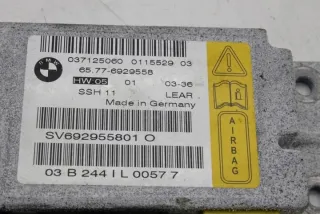 BMW
037125060 0115529 03
65.77-6929558
HW 05 01 03-36
SSH 11 LEAR
Made in Germany
SV692955801 O
03 B 244 I L 0057 7
AIRBAG